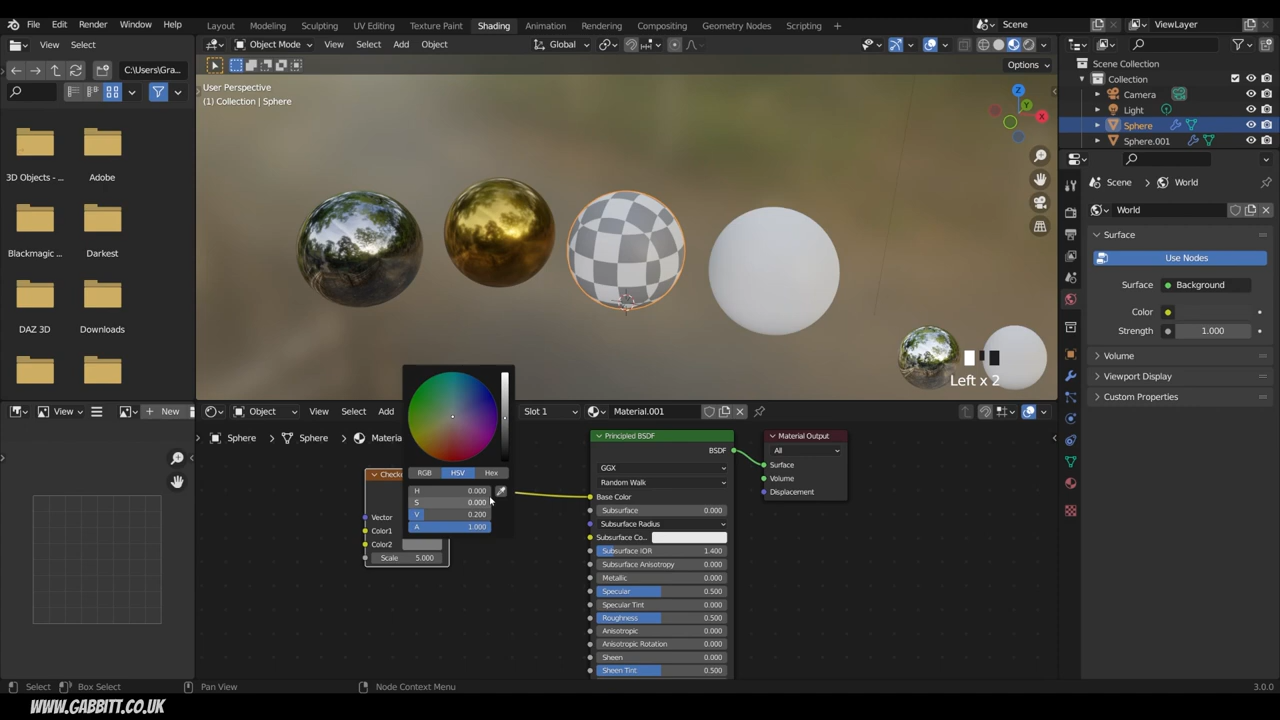 File Edit Render Window Help Layout Modeling Sculpting UV Editing Texture Paint Shading Animation Rendering Compositing Geometry Nodes Scripting + Scene ViewLayer
View Select Object Mode View Select Add Object Global
C:\Users\Gra... Options
User Perspective
(1) Collection | Sphere
Scene Collection
Collection
Camera
Light
Sphere
Sphere.001
3D Objects - ... Adobe
Blackmagic ... Darkest
DAZ 3D Downloads
Z
Y
X
Scene World
World
Surface
Use Nodes
Surface Background
Color
Strength 1.000
Volume
Viewport Display
Custom Properties
Left x 2
View New Object View Select Add Slot 1 Material.001
Sphere Sphere Materia
RGB HSV Hex
H 0.000
S 0.000
V 0.200
A 1.000
Checke
Vector
Color1
Color2
Scale 5.000
Principled BSDF
BSDF
GGX
Random Walk
Base Color
Subsurface 0.000
Subsurface Radius
Subsurface Co...
Subsurface IOR 1.400
Subsurface Anisotropy 0.000
Metallic 0.000
Specular 0.500
Specular Tint 0.000
Roughness 0.500
Anisotropic 0.000
Anisotropic Rotation 0.000
Sheen 0.000
Sheen Tint 0.500
Material Output
All
Surface
Volume
Displacement
Select Box Select Pan View Node Context Menu 3.0.0
WWW.GABBITT.CO.UK